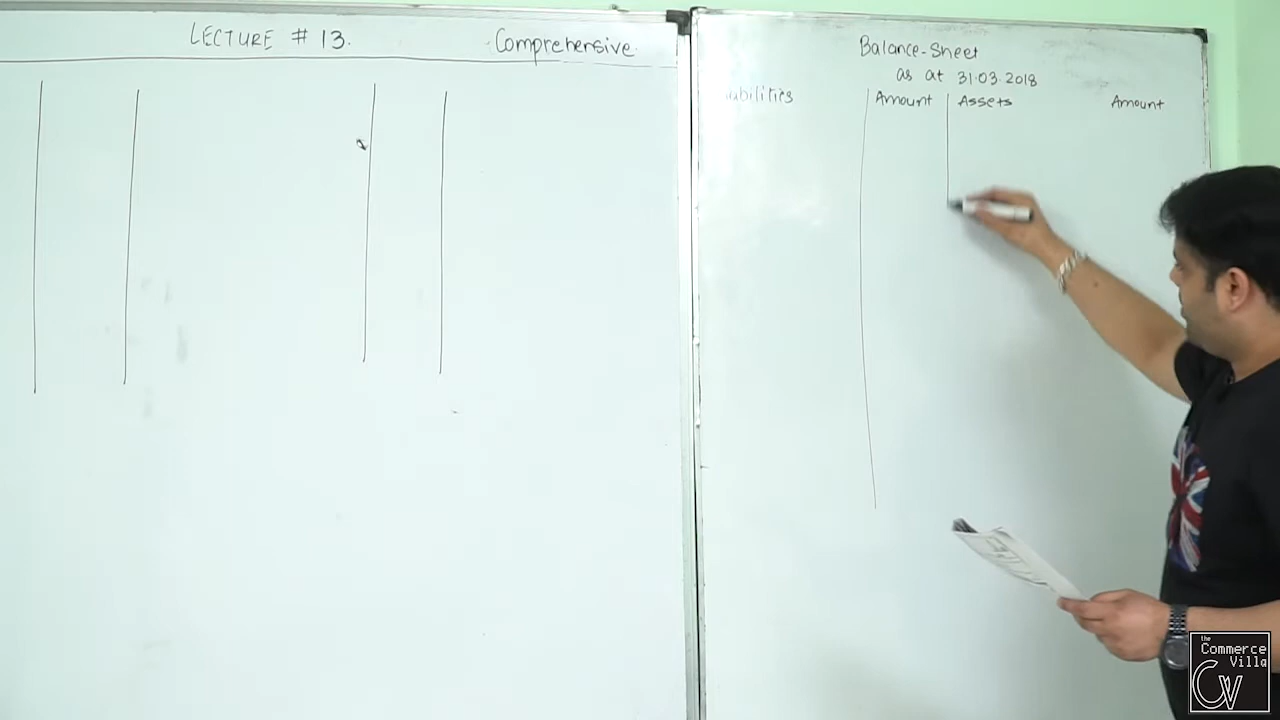 LECTURE # 13.
Comprehensive
Balance-Sheet
as at 31.03.2018
Amount
Assets
Amount
the
Commerce
Villa
CV